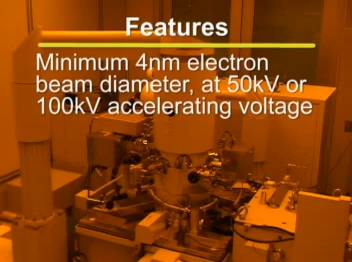 Features
Minimum 4nm electron
beam diameter, at 50kV or
100kV accelerating voltage